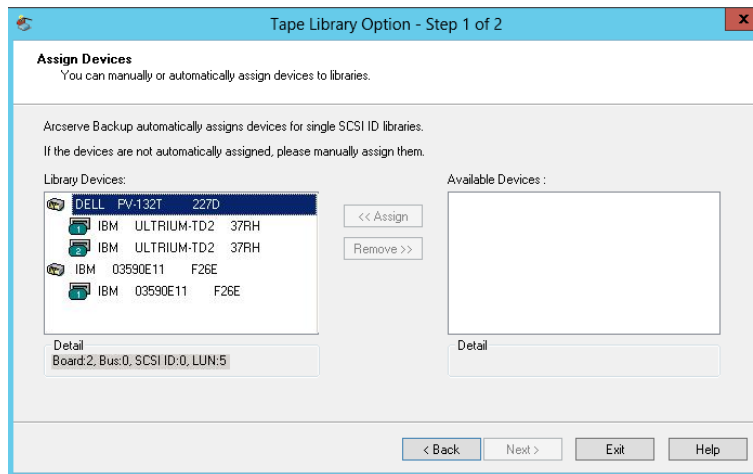 Tape Library Option - Step 1 of 2
x
Assign Devices
You can manually or automatically assign devices to libraries.
Arcserve Backup automatically assigns devices for single SCSI ID libraries.
If the devices are not automatically assigned, please manually assign them.
Library Devices:
DELL PV-132T 227D
1 IBM ULTRIUM-TD2 37RH
2 IBM ULTRIUM-TD2 37RH
IBM 03590E11 F26E
1 IBM 03590E11 F26E
<< Assign
Remove >>
Available Devices :
Detail
Board:2, Bus:0, SCSI ID:0, LUN:5
Detail
< Back Next > Exit Help